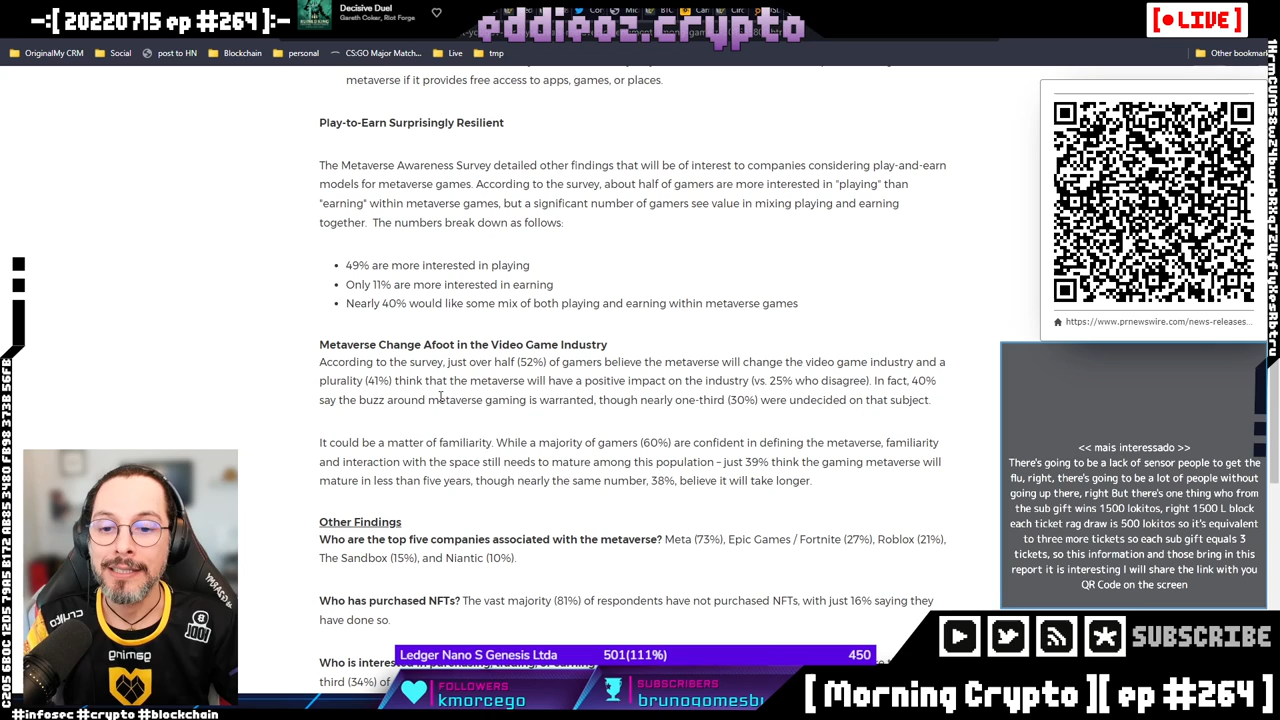 -:[ 20220715 ep #264 ]:-
Decisive Duel
Gareth Coker, Riot Forge
eddieoz.crypto
[● LIVE]
OriginalMy CRM
Social
post to HN
Blockchain
personal
CS:GO Major Match...
Live
tmp
Other bookmar
metaverse if it provides free access to apps, games, or places.
Play-to-Earn Surprisingly Resilient
The Metaverse Awareness Survey detailed other findings that will be of interest to companies considering play-and-earn
models for metaverse games. According to the survey, about half of gamers are more interested in "playing" than
"earning" within metaverse games, but a significant number of gamers see value in mixing playing and earning
together.  The numbers break down as follows:
• 49% are more interested in playing
• Only 11% are more interested in earning
• Nearly 40% would like some mix of both playing and earning within metaverse games
Metaverse Change Afoot in the Video Game Industry
According to the survey, just over half (52%) of gamers believe the metaverse will change the video game industry and a
plurality (41%) think that the metaverse will have a positive impact on the industry (vs. 25% who disagree). In fact, 40%
say the buzz around metaverse gaming is warranted, though nearly one-third (30%) were undecided on that subject.
It could be a matter of familiarity. While a majority of gamers (60%) are confident in defining the metaverse, familiarity
and interaction with the space still needs to mature among this population – just 39% think the gaming metaverse will
mature in less than five years, though nearly the same number, 38%, believe it will take longer.
Other Findings
Who are the top five companies associated with the metaverse? Meta (73%), Epic Games / Fortnite (27%), Roblox (21%),
The Sandbox (15%), and Niantic (10%).
Who has purchased NFTs? The vast majority (81%) of respondents have not purchased NFTs, with just 16% saying they
have done so.
third (34%) of
https://www.prnewswire.com/news-releases...
<< mais interessado >>
There's going to be a lack of sensor people to get the
flu, right, there's going to be a lot of people without
going up there, right But there's one thing who from
the sub gift wins 1500 lokitos, right 1500 L block
each ticket rag draw is 500 lokitos so it's equivalent
to three more tickets so each sub gift equals 3
tickets, so this information and those bring in this
report it is interesting I will share the link with you
QR Code on the screen
Ledger Nano S Genesis Ltda
501(111%)
450
FOLLOWERS
kmorcego
SUBSCRIBERS
brunogomesbu
SUBSCRIBE
[ Morning Crypto ][ ep #264 ]
#infosec #crypto #blockchain